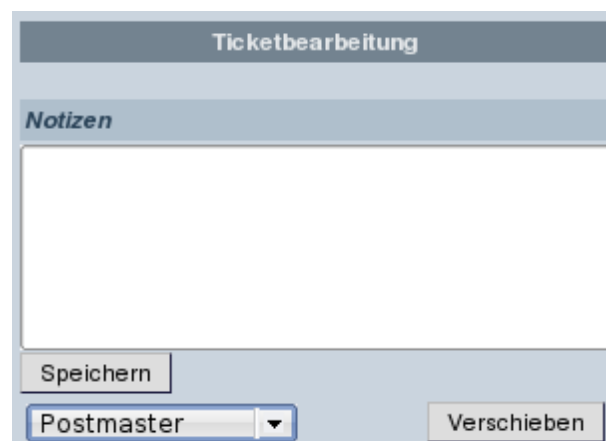 Ticketbearbeitung
Notizen
Speichern
Postmaster
Verschieben